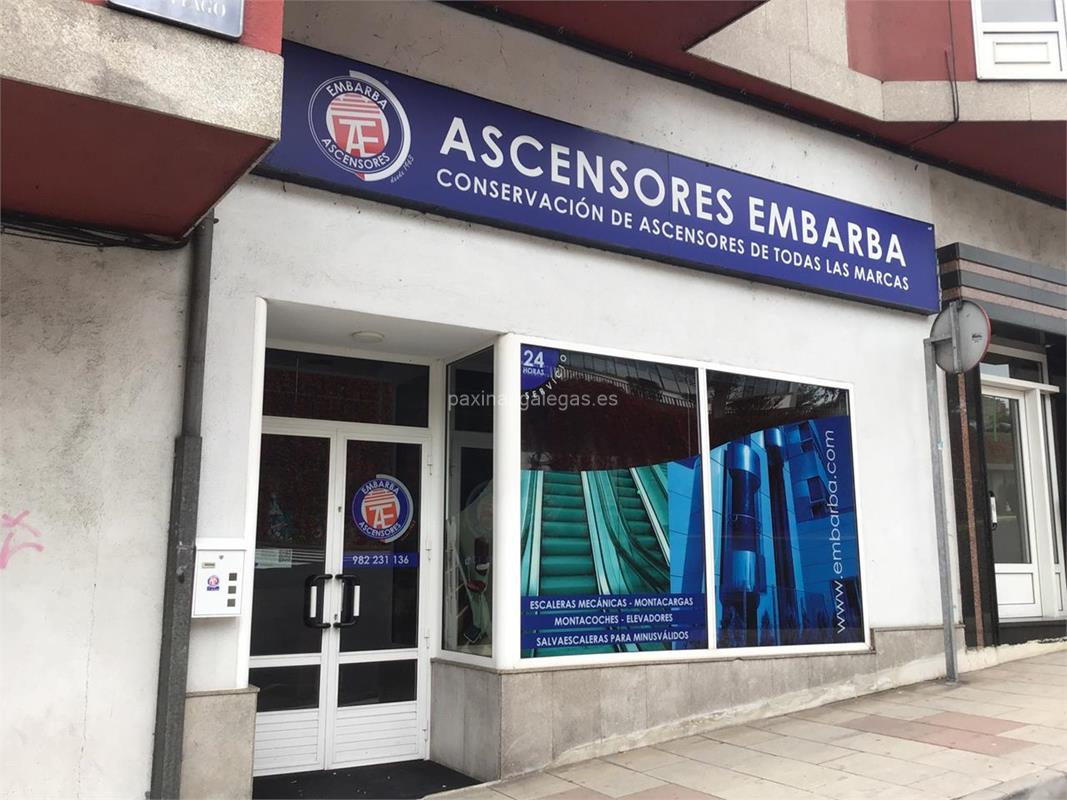 EMBARBA
Æ
ASCENSORES
desde 1963
ASCENSORES EMBARBA
CONSERVACIÓN DE ASCENSORES DE TODAS LAS MARCAS
24
HORAS
SERVICIO
paxinasgalegas.es
EMBARBA
Æ
ASCENSORES
982 231 136
www.embarba.com
ESCALERAS MECÁNICAS - MONTACARGAS
MONTACOCHES - ELEVADORES
SALVAESCALERAS PARA MINUSVÁLIDOS